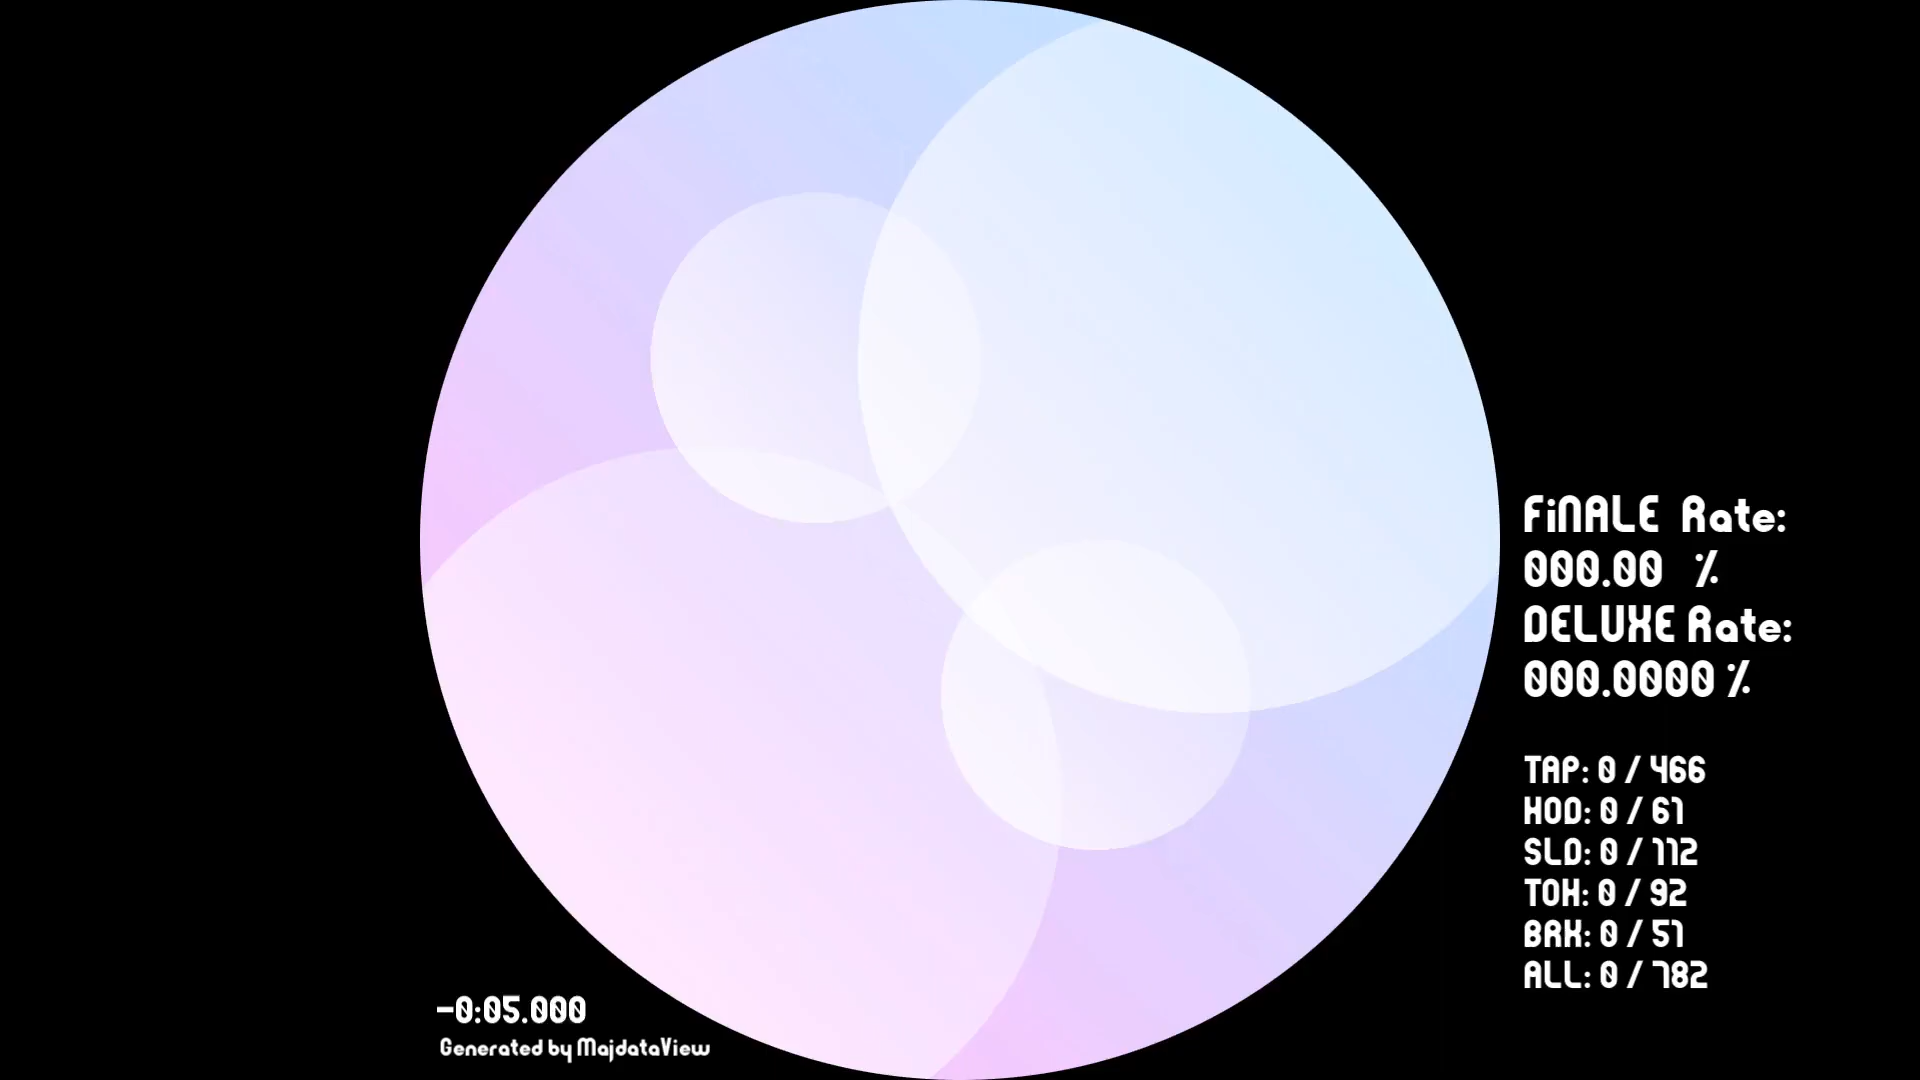 FiNALE Rate:
000.00 %
DELUXE Rate:
000.0000 %
TAP: 0 / 466
HOD: 0 / 61
SLD: 0 / 112
TOH: 0 / 92
BRK: 0 / 51
ALL: 0 / 782
-0:05.000
Generated by MajdataView